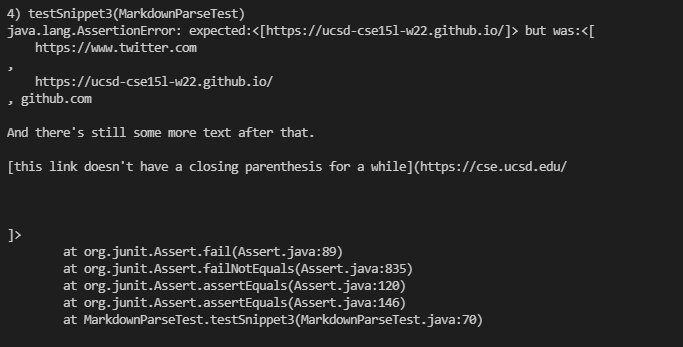 4) testSnippet3(MarkdownParseTest)
java.lang.AssertionError: expected:<[https://ucsd-cse15l-w22.github.io/]> but was:<[
    https://www.twitter.com
,
    https://ucsd-cse15l-w22.github.io/
, github.com

And there's still some more text after that.

[this link doesn't have a closing parenthesis for a while](https://cse.ucsd.edu/



]>
        at org.junit.Assert.fail(Assert.java:89)
        at org.junit.Assert.failNotEquals(Assert.java:835)
        at org.junit.Assert.assertEquals(Assert.java:120)
        at org.junit.Assert.assertEquals(Assert.java:146)
        at MarkdownParseTest.testSnippet3(MarkdownParseTest.java:70)